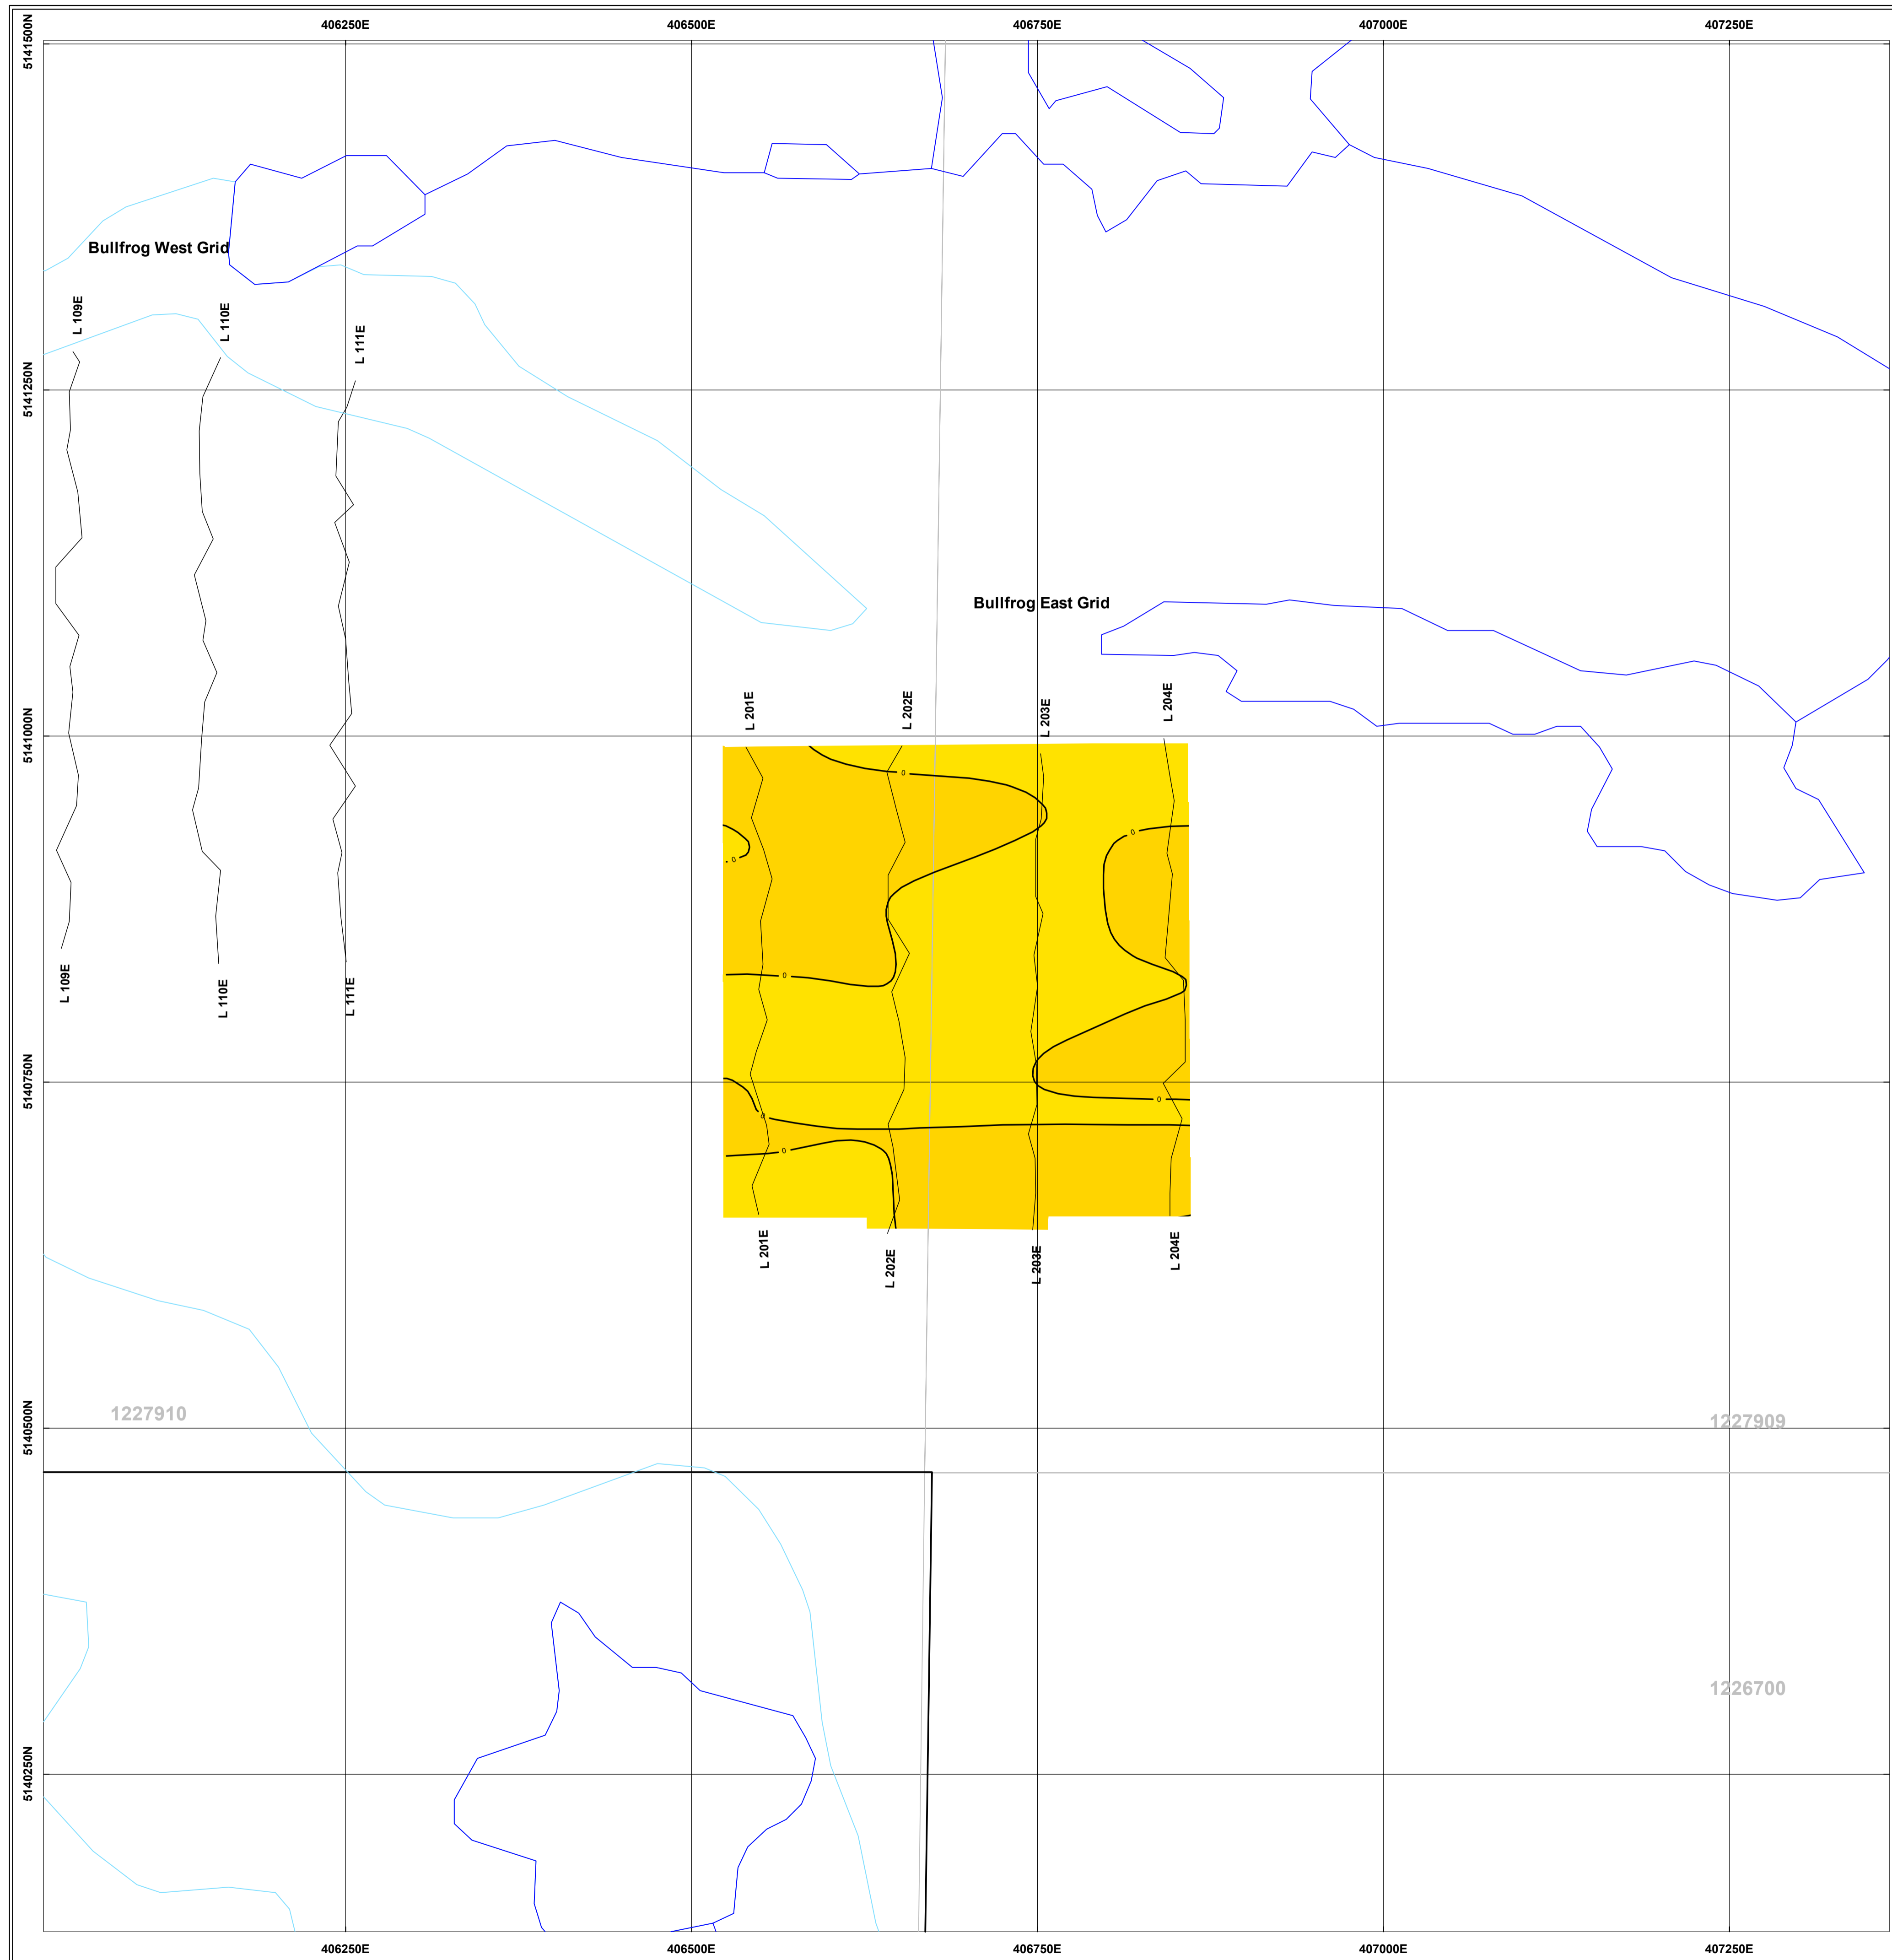 406250E 406500E 406750E 407000E 407250E
5141500N
Bullfrog West Grid
L 109E
L 110E
L 111E
5141250N
Bullfrog East Grid
L 201E
L 202E
L 203E
L 204E
5141000N
0
0
0
0
L 109E
L 110E
L 111E
5140750N
0
0
0
L 201E
L 202E
L 203E
L 204E
1227910
1227909
5140500N
1226700
5140250N
406250E 406500E 406750E 407000E 407250E